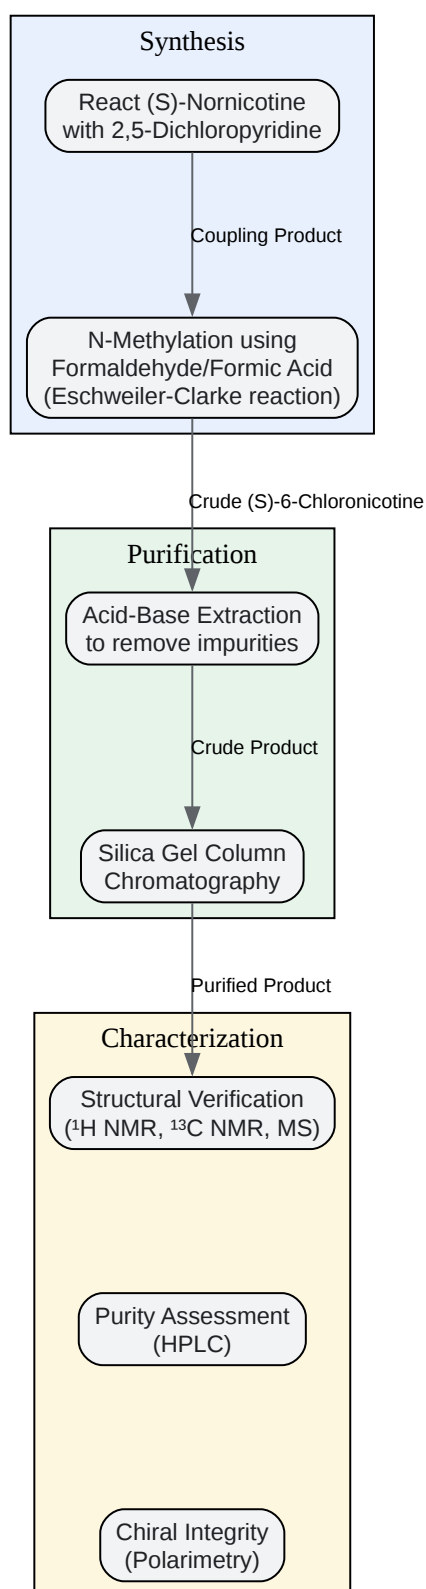 Synthesis
React (S)-Nornicotine
with 2,5-Dichloropyridine
Coupling Product
N-Methylation using
Formaldehyde/Formic Acid
(Eschweiler-Clarke reaction)
Crude (S)-6-Chloronicotine
Purification
Acid-Base Extraction
to remove impurities
Crude Product
Silica Gel Column
Chromatography
Purified Product
Characterization
Structural Verification
(¹H NMR, ¹³C NMR, MS)
Purity Assessment
(HPLC)
Chiral Integrity
(Polarimetry)